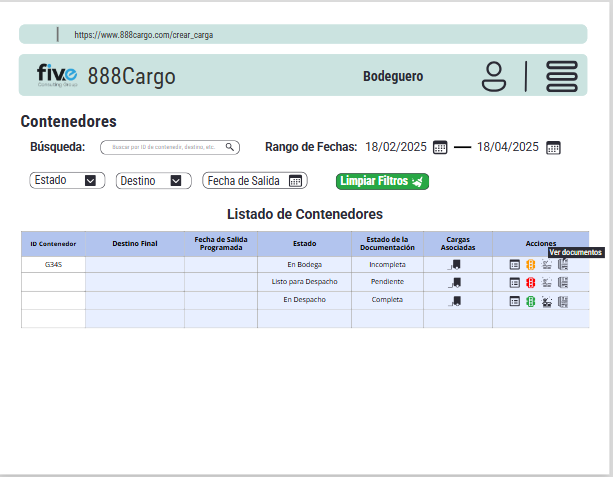 https://www.888cargo.com/crear_carga
five
Consulting Group
888Cargo
Bodeguero
Contenedores
Búsqueda:
Buscar por ID de contenedor, destino, etc.
Rango de Fechas: 18/02/2025 — 18/04/2025
Estado
Destino
Fecha de Salida
Limpiar Filtros
Listado de Contenedores
ID Contenedor Destino Final Fecha de Salida Programada Estado Estado de la Documentación Cargas Asociadas Acciones
Ver documentos
G34S En Bodega Incompleta
Listo para Despacho Pendiente
En Despacho Completa